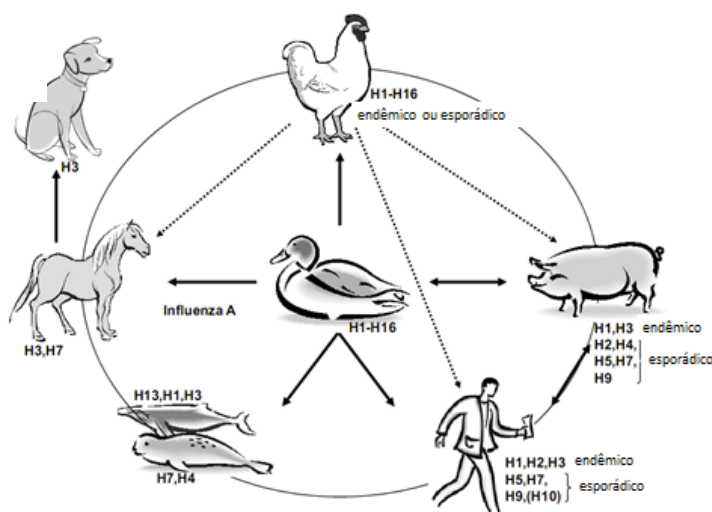 H1-H16
endêmico ou esporádico
H3
Influenza A
H1-H16
H3,H7
H1,H3 endêmico
H2,H4,
H5,H7, esporádico
H9
H13,H1,H3
H7,H4
H1,H2,H3 endêmico
H5,H7,
H9,(H10) esporádico